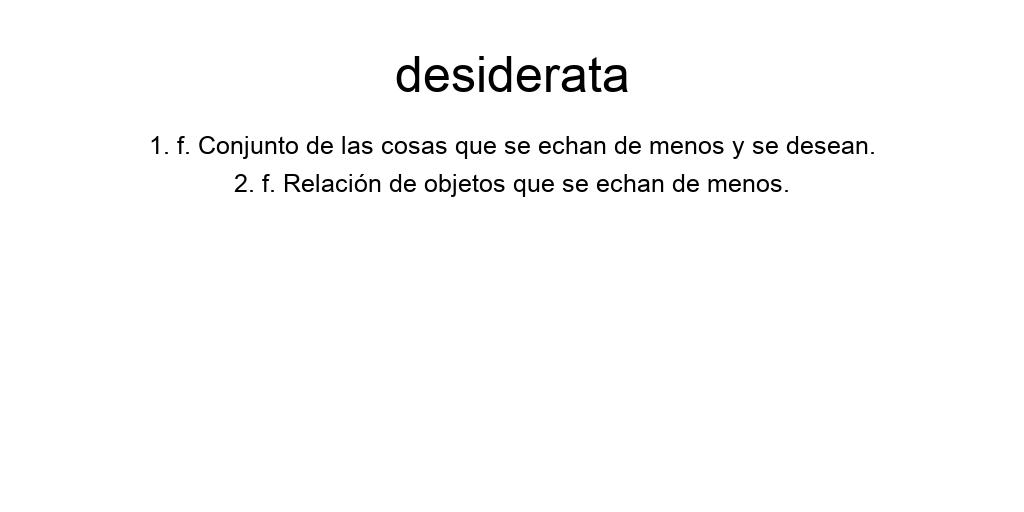 desiderata
1. f. Conjunto de las cosas que se echan de menos y se desean.
2. f. Relación de objetos que se echan de menos.